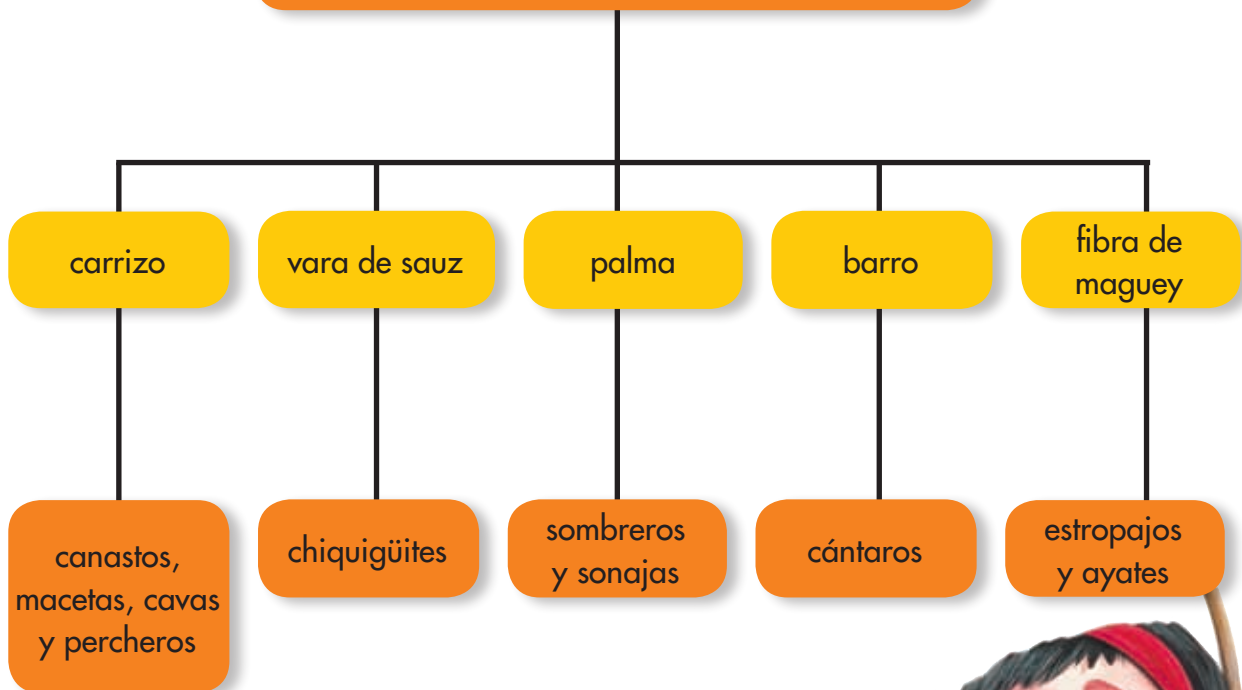 carrizo
vara de sauz
palma
barro
fibra de
maguey
canastos,
macetas, cavas
y percheros
chiquigüites
sombreros
y sonajas
cántaros
estropajos
y ayates